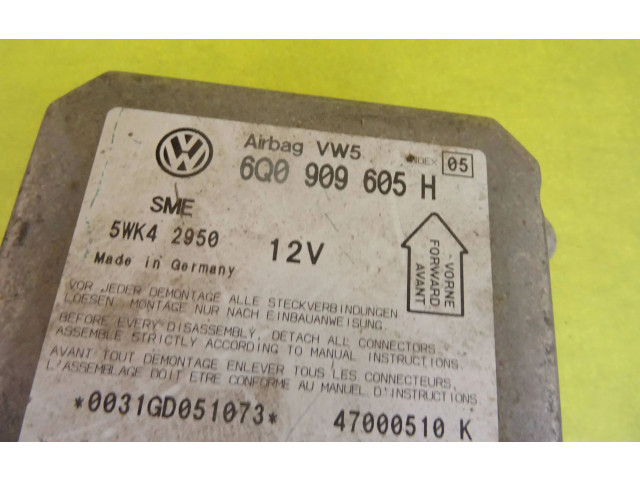 Airbag VW5
INDEX 05
6Q0 909 605 H
SME
5WK4 2950
12V
Made in Germany
VORNE
FORWARD
AVANT
VOR JEDER DEMONTAGE ALLE STECKVERBINDUNGEN
LOESEN. MONTAGE NUR NACH EINBAUANWEISUNG.
BEFORE EVERY DISASSEMBLY, DETACH ALL CONNECTORS.
ASSEMBLE STRICTLY ACCORDING TO MANUAL INSTRUCTIONS.
AVANT TOUT DEMONTAGE ENLEVER TOUS LES CONNECTEURS,
L'ASSEMBLAGE DOIT ETRE CONFORME AU MANUEL D'INSTRUCTIONS
*0031GD051073*
47000510 K